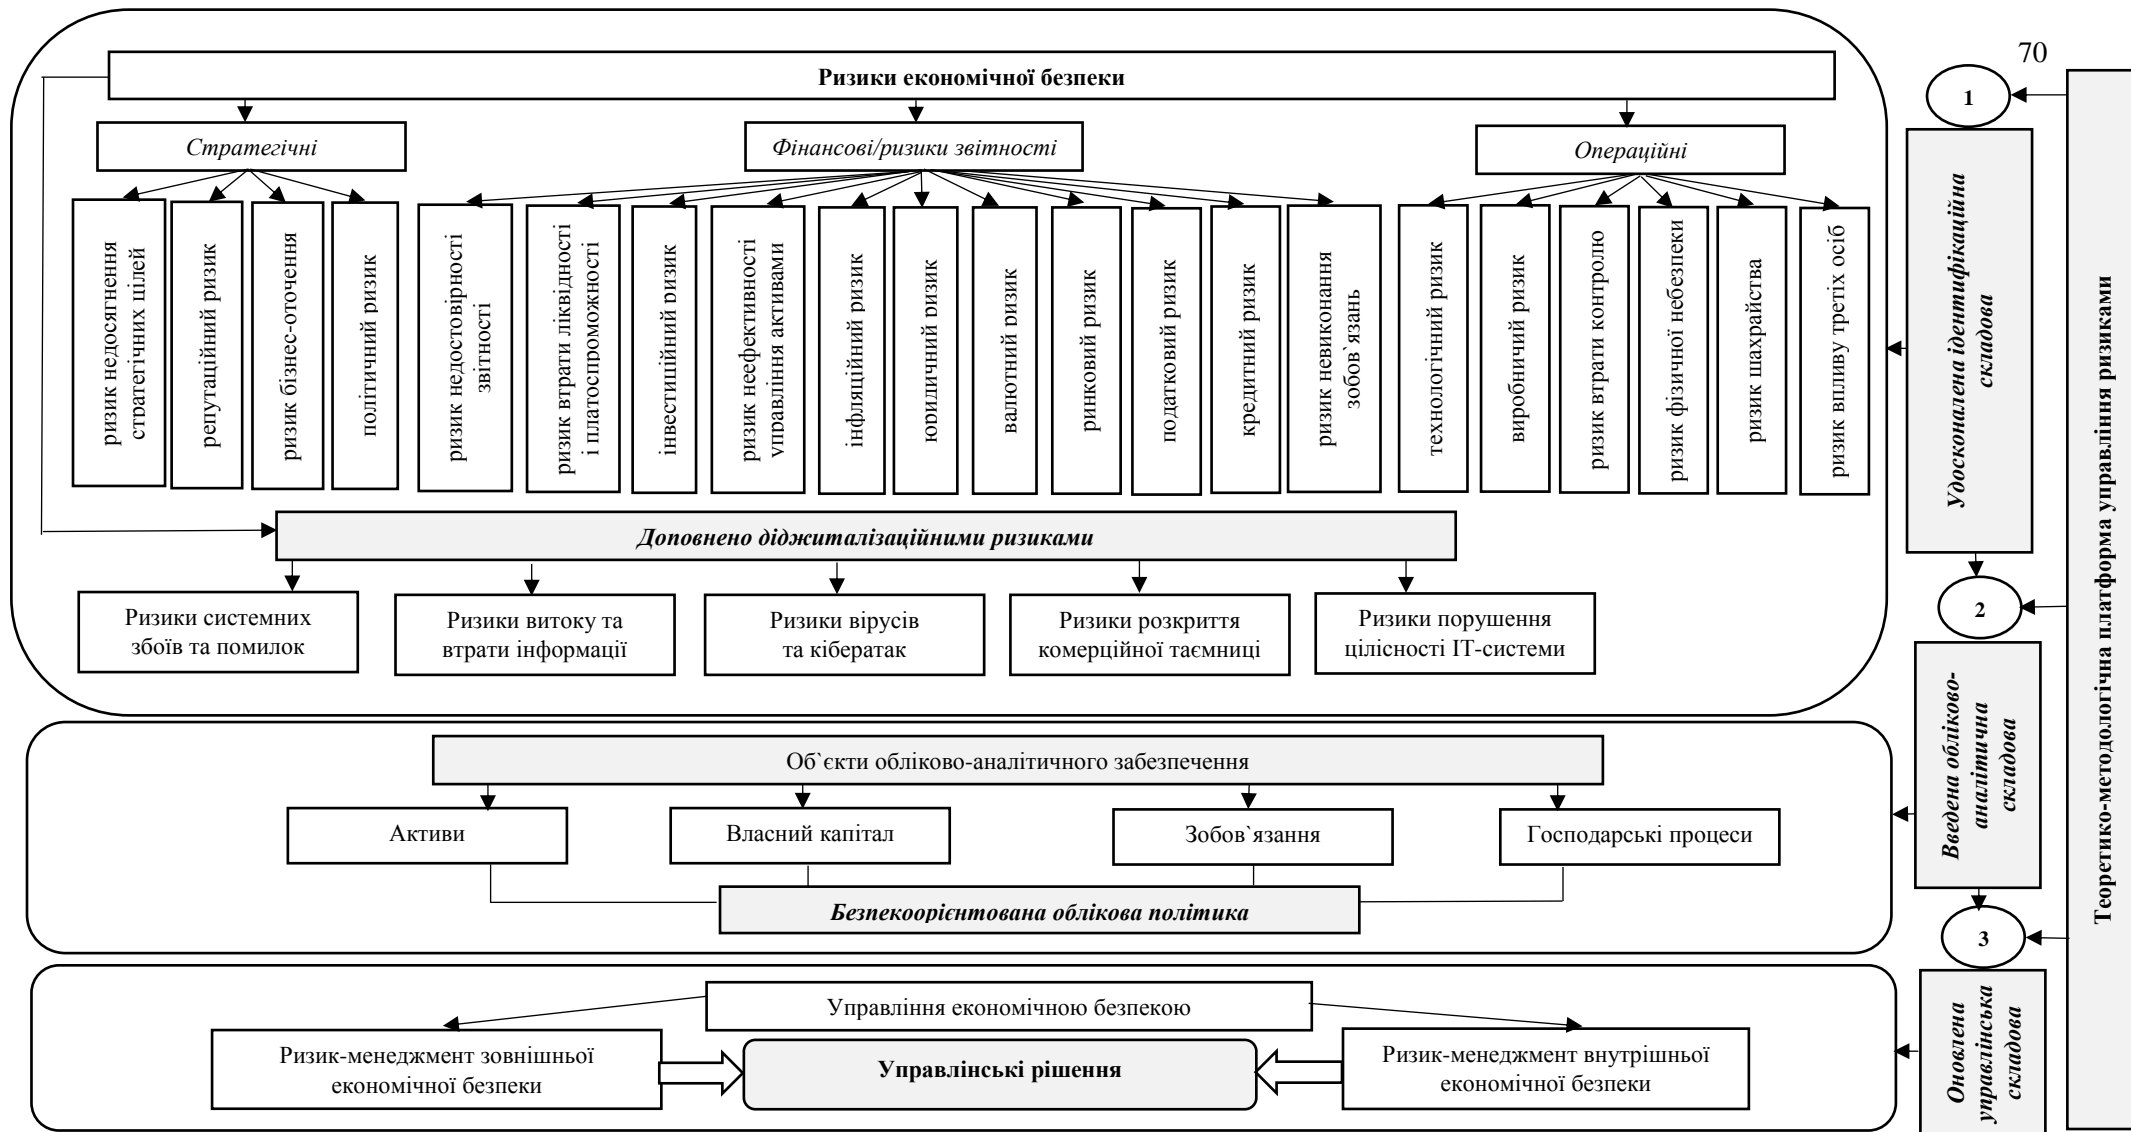 70
Ризики економічної безпеки
Стратегічні
Фінансові/ризики звітності
Операційні
ризик недосягнення
стратегічних цілей
репутаційний ризик
ризик бізнес-оточення
політичний ризик
ризик недостовірності
звітності
ризик втрати ліквідності
і платоспроможності
інвестиційний ризик
ризик неефективності
управління активами
інфляційний ризик
юридичний ризик
валютний ризик
ринковий ризик
податковий ризик
кредитний ризик
ризик невиконання
зобов`язань
технологічний ризик
виробничий ризик
ризик втрати контролю
ризик фізичної небезпеки
ризик шахрайства
ризик впливу третіх осіб
Доповнено діджиталізаційними ризиками
Ризики системних
збоїв та помилок
Ризики витоку та
втрати інформації
Ризики вірусів
та кібератак
Ризики розкриття
комерційної таємниці
Ризики порушення
цілісності ІТ-системи
Об`єкти обліково-аналітичного забезпечення
Активи
Власний капітал
Зобов`язання
Господарські процеси
Безпекоорієнтована облікова політика
Управління економічною безпекою
Ризик-менеджмент зовнішньої
економічної безпеки
Управлінські рішення
Ризик-менеджмент внутрішньої
економічної безпеки
1
Удосконалена ідентифікаційна
складова
2
Введена обліково-
аналітична
складова
3
Оновлена
управлінська
складова
Теоретико-методологічна платформа управління ризиками